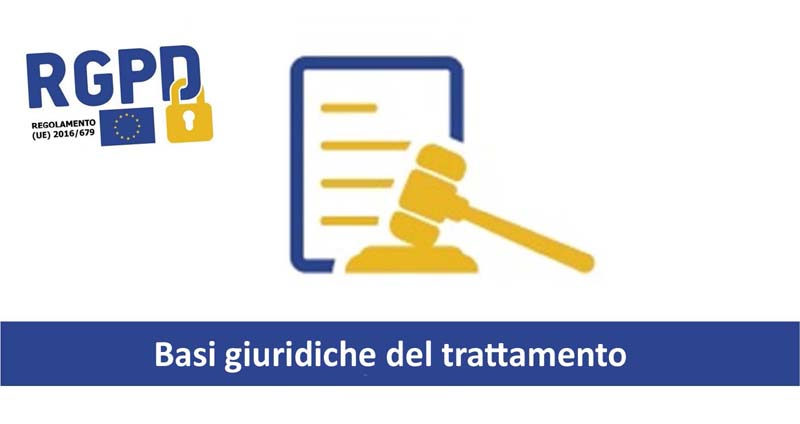 RGPD
REGOLAMENTO
(UE) 2016/679
Basi giuridiche del trattamento